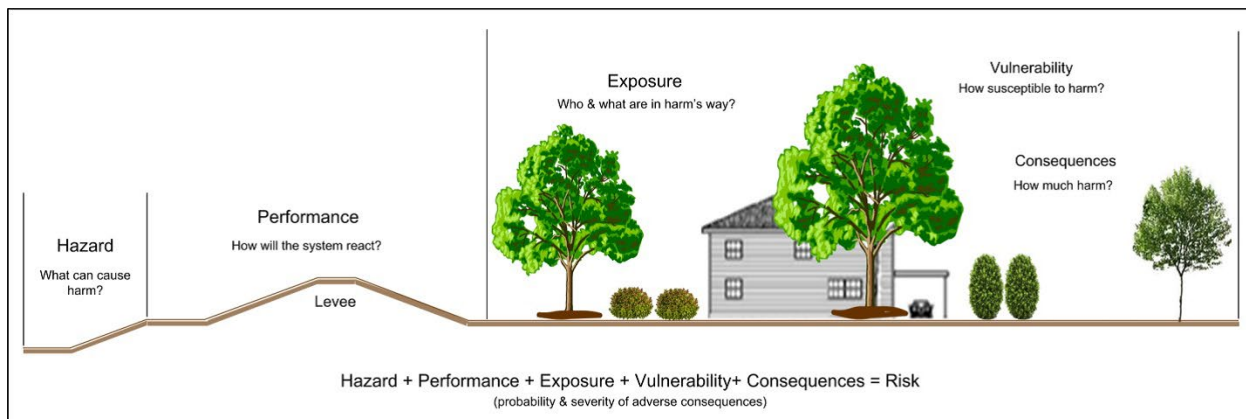 Hazard
What can cause
harm?
Performance
How will the system react?
Levee
Exposure
Who & what are in harm's way?
Vulnerability
How susceptible to harm?
Consequences
How much harm?
Hazard + Performance + Exposure + Vulnerability+ Consequences = Risk
(probability & severity of adverse consequences)